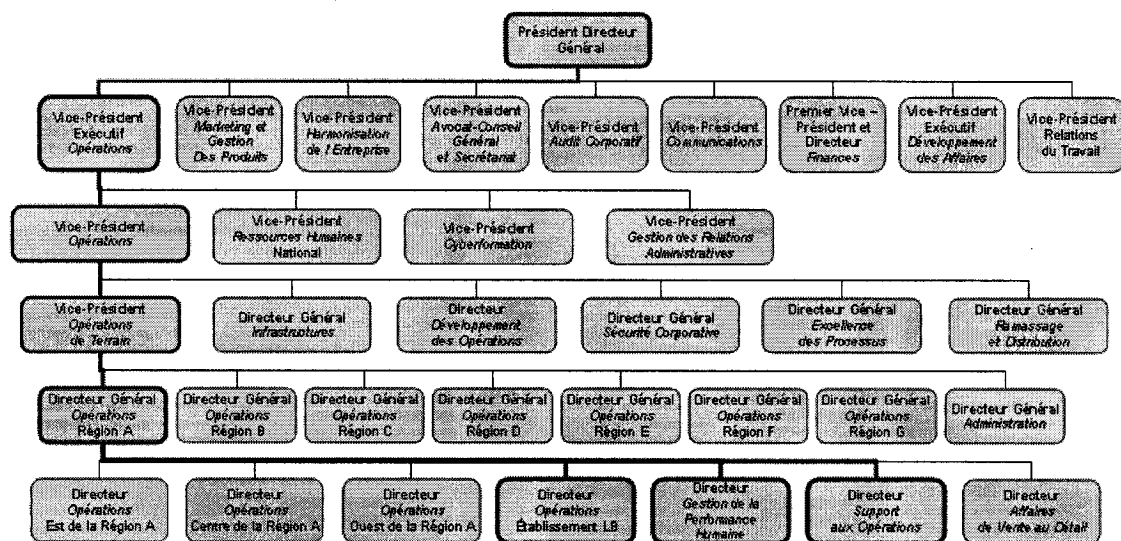 Président Directeur
Général
Vice-Président
Exécutif
Opérations
Vice-Président
Marketing et
Gestion
Des Produits
Vice-Président
Harmonisation
de l'Entreprise
Vice-Président
Avocat-Conseil
Général
et Secrétariat
Vice-Président
Audit Corporatif
Vice-Président
Communications
Premier Vice –
Président et
Directeur
Finances
Vice-Président
Exécutif
Développement
des Affaires
Vice-Président
Relations
du Travail
Vice-Président
Opérations
Vice-Président
Ressources Humaines
National
Vice-Président
Cyberformation
Vice-Président
Gestion des Relations
Administratives
Vice-Président
Opérations
de Terrain
Directeur Général
Infrastructures
Directeur
Développement
des Opérations
Directeur Général
Sécurité Corporative
Directeur Général
Excellence
des Processus
Directeur Général
Ramassage
et Distribution
Directeur Général
Opérations
Région A
Directeur Général
Opérations
Région B
Directeur Général
Opérations
Région C
Directeur Général
Opérations
Région D
Directeur Général
Opérations
Région E
Directeur Général
Opérations
Région F
Directeur Général
Opérations
Région G
Directeur Général
Administration
Directeur
Opérations
Est de la Région A
Directeur
Opérations
Centre de la Région A
Directeur
Opérations
Ouest de la Région A
Directeur
Opérations
Établissement LB
Directeur
Gestion de la
Performance
Humaine
Directeur
Support
aux Opérations
Directeur
Affaires
de Vente au Détail